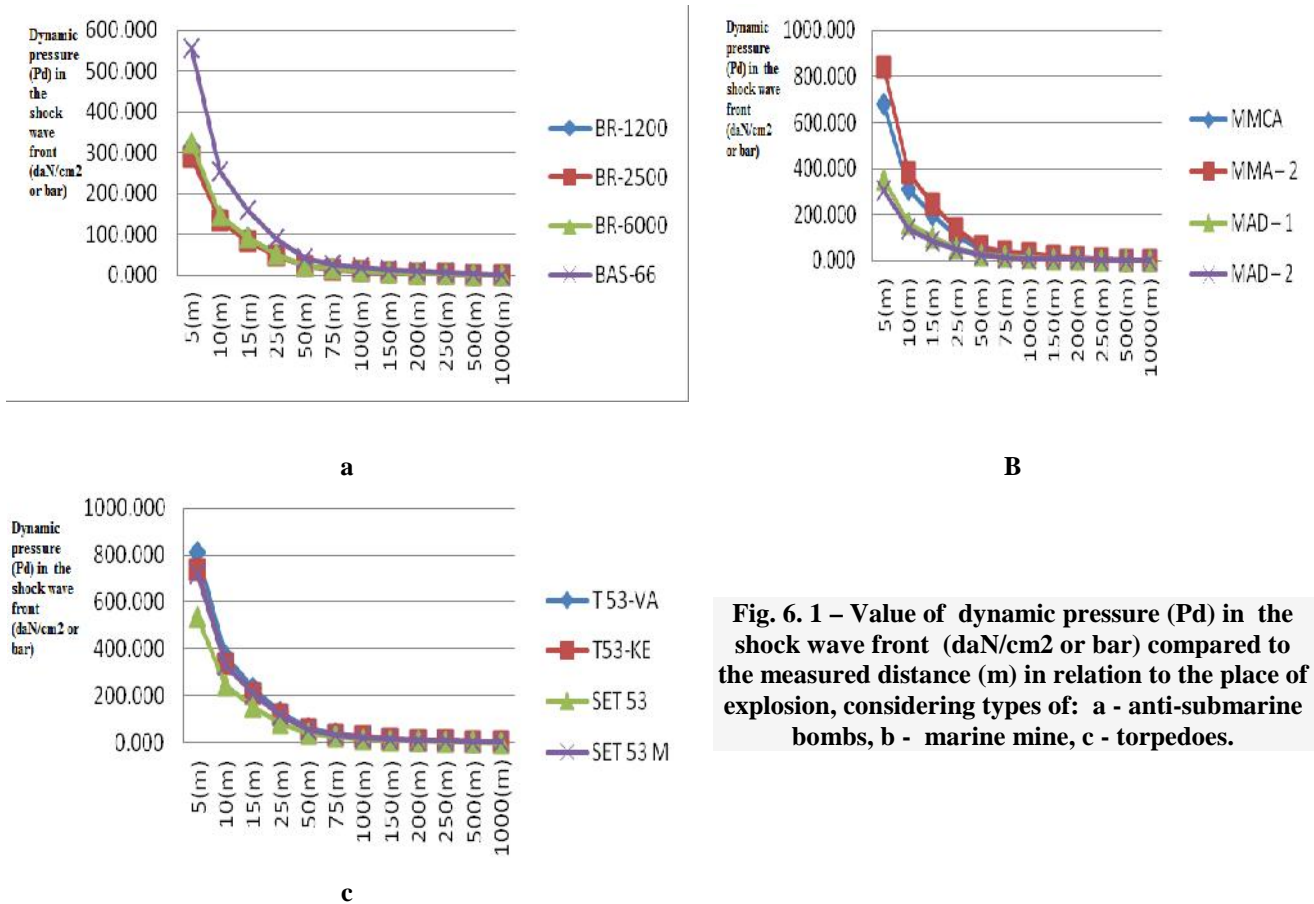 Dynamic
pressure
(Pd) in
the
shock
wave
front
(daN/cm2
or bar)
600.000
500.000
400.000
300.000
200.000
100.000
0.000
5(m)
10(m)
15(m)
25(m)
50(m)
75(m)
100(m)
150(m)
200(m)
250(m)
500(m)
1000(m)
BR-1200
BR-2500
BR-6000
BAS-66
a
Dynamic
pressure
(Pd) in the
shock wave
front
(daN/cm2
or bar)
1000.000
800.000
600.000
400.000
200.000
0.000
5(m)
10(m)
15(m)
25(m)
50(m)
75(m)
100(m)
150(m)
200(m)
250(m)
500(m)
1000(m)
MMCA
MMA–2
MAD–1
MAD–2
B
Dynamic
pressure
(Pd) in the
shock wave
front
(daN/cm2 or
bar)
1000.000
800.000
600.000
400.000
200.000
0.000
5(m)
10(m)
15(m)
25(m)
50(m)
75(m)
100(m)
150(m)
200(m)
250(m)
500(m)
1000(m)
T 53-VA
T53-KE
SET 53
SET 53 M
c
Fig. 6. 1 – Value of dynamic pressure (Pd) in the
shock wave front (daN/cm2 or bar) compared to
the measured distance (m) in relation to the place of
explosion, considering types of: a - anti-submarine
bombs, b - marine mine, c - torpedoes.